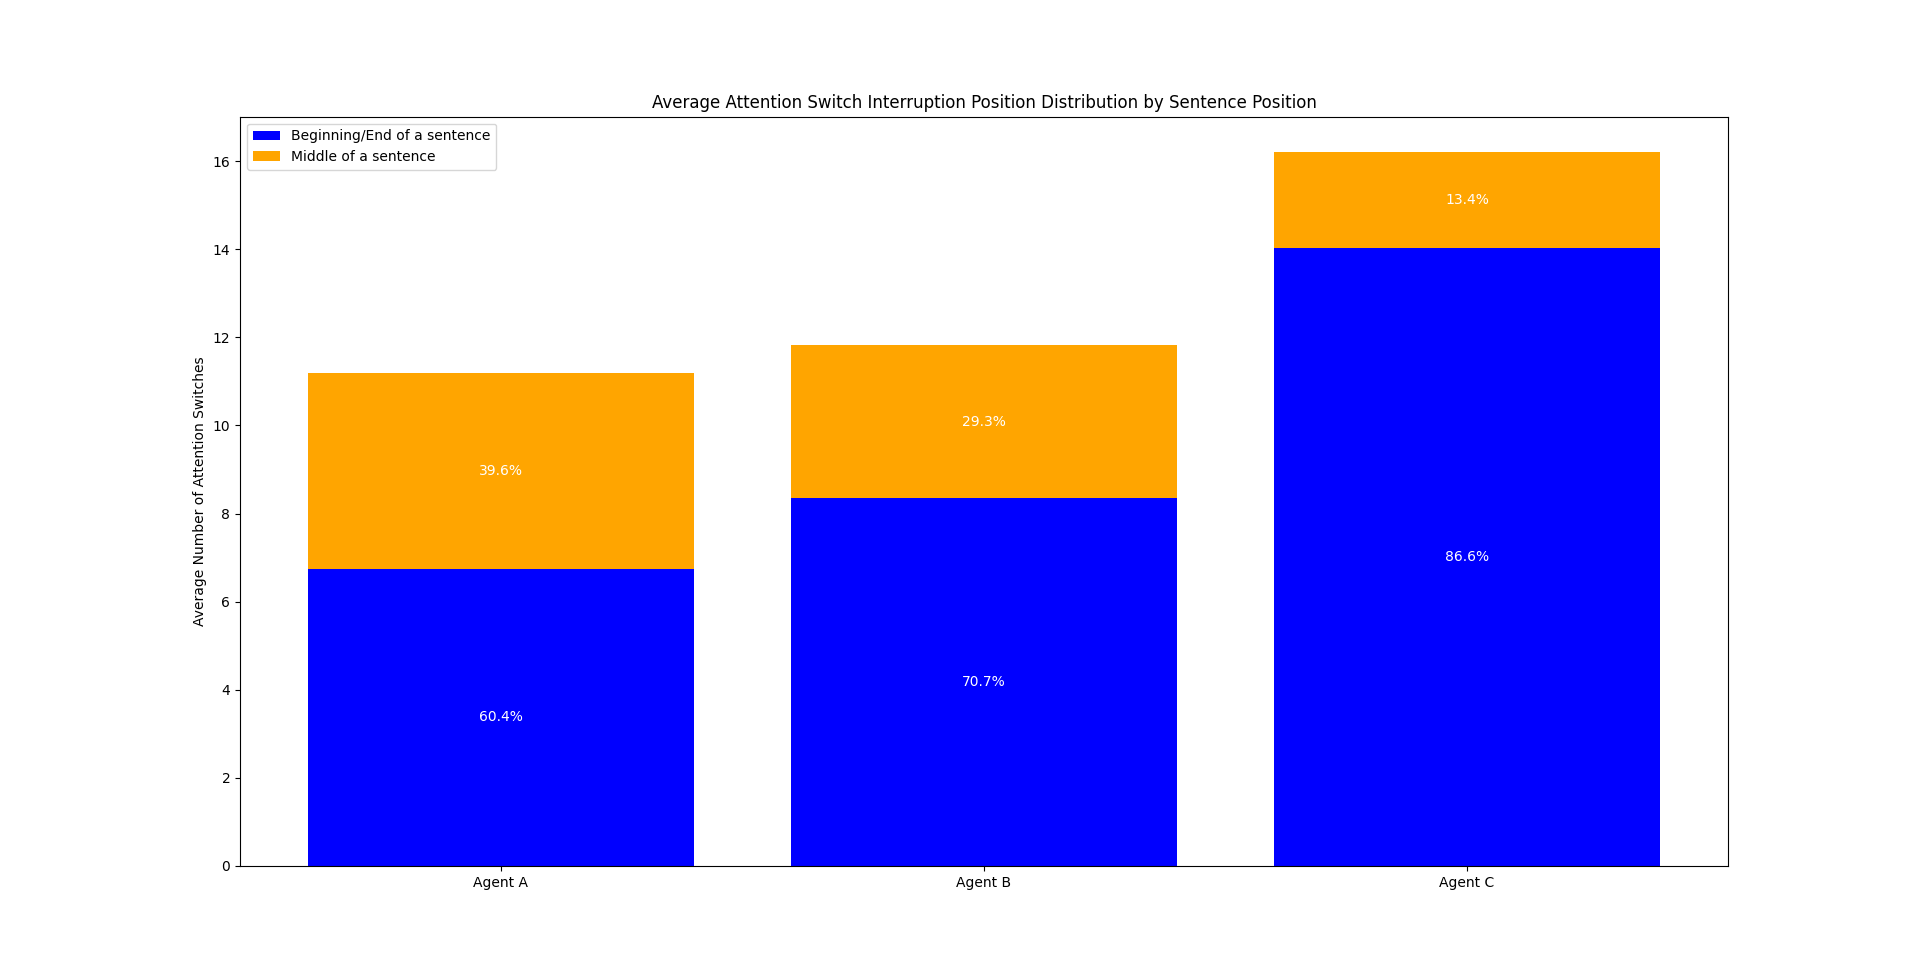 Average Attention Switch Interruption Position Distribution by Sentence Position
Beginning/End of a sentence
Middle of a sentence
Average Number of Attention Switches
16
14
12
10
8
6
4
2
0
39.6%
60.4%
29.3%
70.7%
13.4%
86.6%
Agent A
Agent B
Agent C